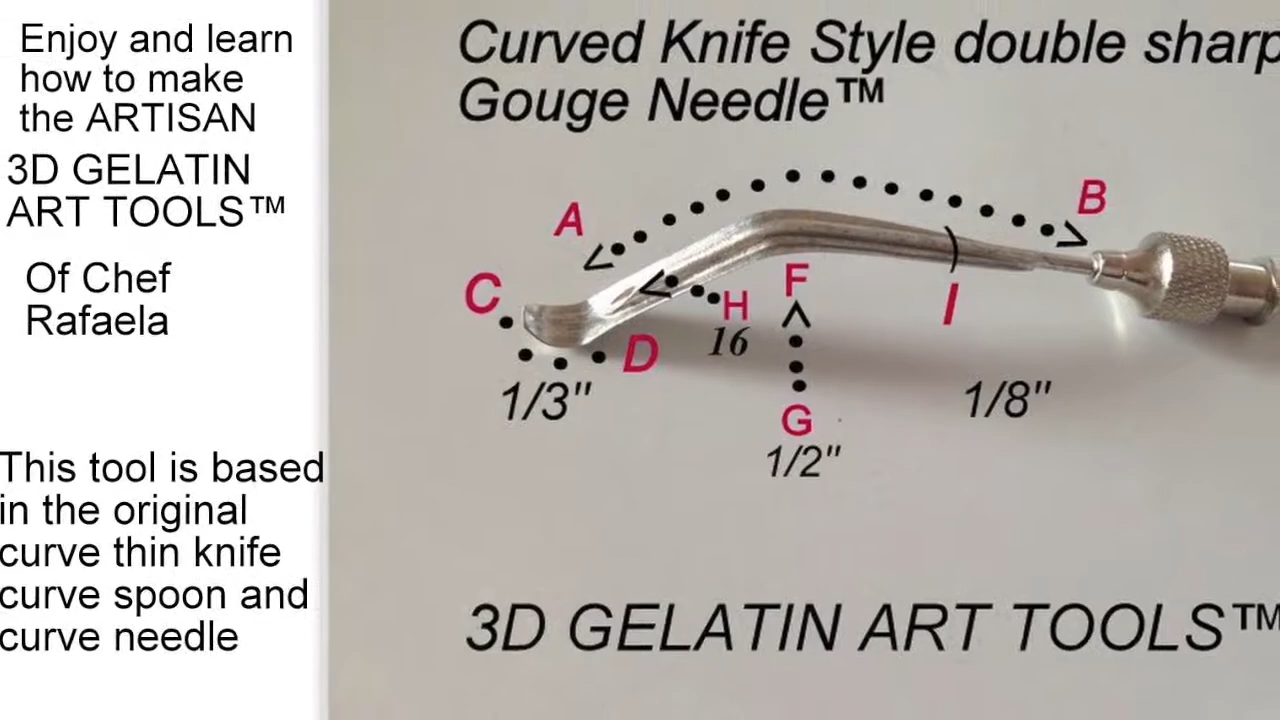 Enjoy and learn
how to make
the ARTISAN
3D GELATIN
ART TOOLS™
Of Chef
Rafaela
This tool is based
in the original
curve thin knife
curve spoon and
curve needle
Curved Knife Style double sharp
Gouge Needle™
A
B
C
F
H
I
D
16
1/3"
G
1/8"
1/2"
3D GELATIN ART TOOLS™